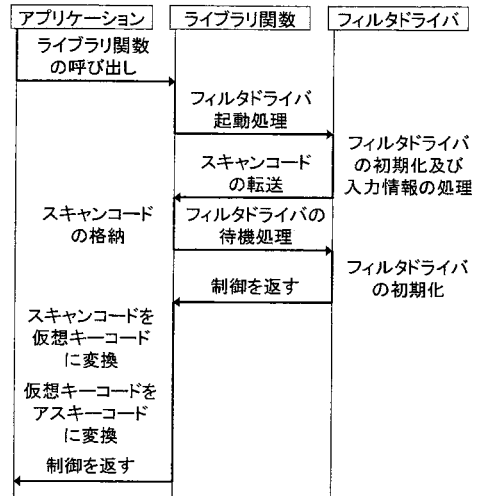 アプリケーション
ライブラリ関数
フィルタドライバ
ライブラリ関数
の呼び出し
フィルタドライバ
起動処理
フィルタドライバ
の初期化及び
入力情報の処理
スキャンコード
の転送
スキャンコード
の格納
フィルタドライバの
待機処理
フィルタドライバ
の初期化
制御を返す
スキャンコードを
仮想キーコード
に変換
仮想キーコードを
アスキーコード
に変換
制御を返す